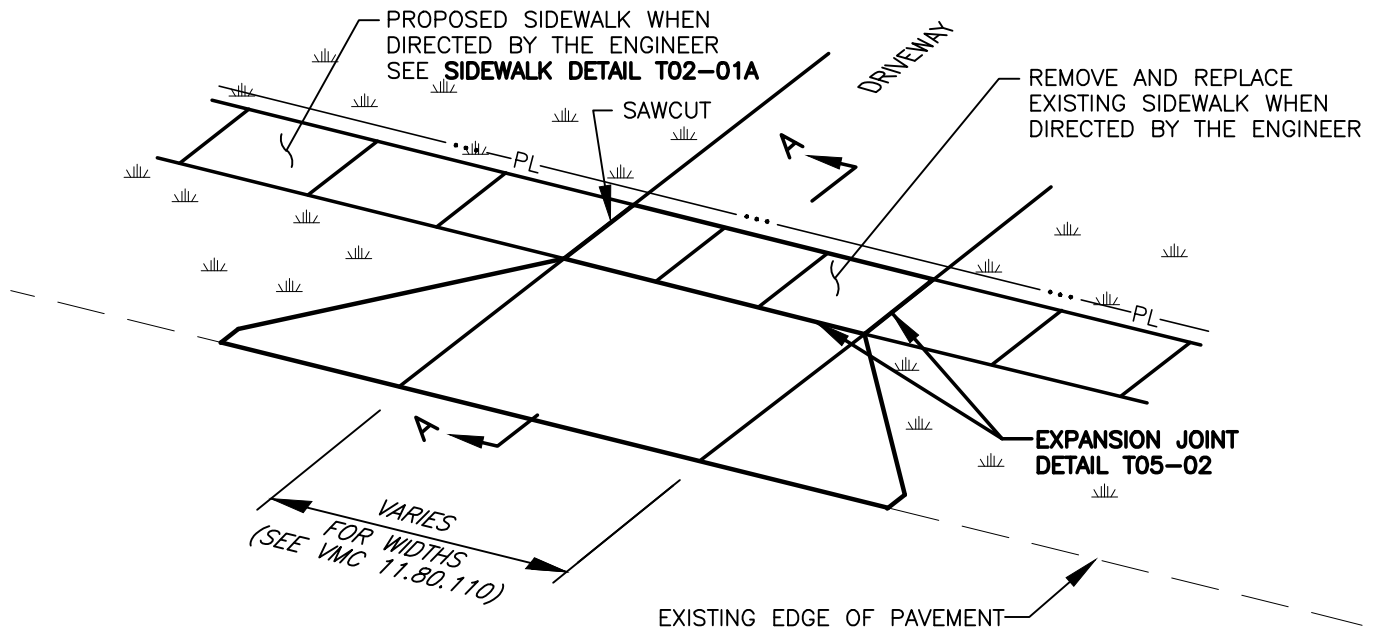 PROPOSED SIDEWALK WHEN
DIRECTED BY THE ENGINEER
SEE SIDEWALK DETAIL T02-01A
SAWCUT
DRIVEWAY
REMOVE AND REPLACE
EXISTING SIDEWALK WHEN
DIRECTED BY THE ENGINEER
A
PL
PL
A
EXPANSION JOINT
DETAIL T05-02
VARIES
FOR WIDTHS
(SEE VMC 11.80.110)
EXISTING EDGE OF PAVEMENT